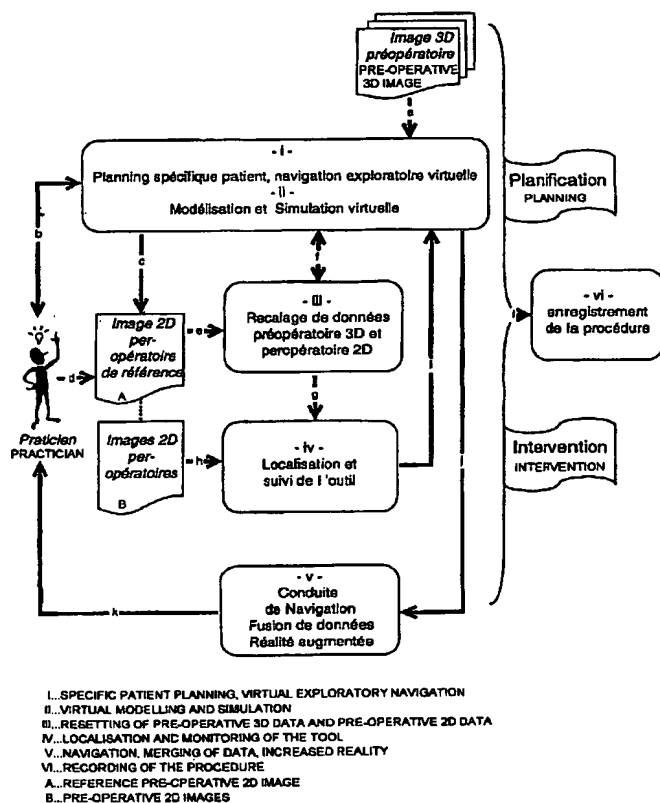 Image 3D
préopératoire
PRE-OPERATIVE
3D IMAGE
a
- i -
Planning spécifique patient, navigation exploratoire virtuelle
- ii -
Modélisation et Simulation virtuelle
Planification
PLANNING
b
c
f
i
j
- iii -
Recalage de données
préopératoire 3D et
peropératoire 2D
- vi -
enregistrement
de la procédure
l
Image 2D
per-
opératoire
de référence
A
e
d
Praticien
PRACTICIAN
g
Images 2D
per-
opératoires
B
h
- iv -
Localisation et
suivi de l'outil
Intervention
INTERVENTION
- v -
Conduite
de Navigation
Fusion de données
Réalité augmentée
k
I...SPECIFIC PATIENT PLANNING, VIRTUAL EXPLORATORY NAVIGATION
II...VIRTUAL MODELLING AND SIMULATION
III...RESETTING OF PRE-OPERATIVE 3D DATA AND PRE-OPERATIVE 2D DATA
IV...LOCALISATION AND MONITORING OF THE TOOL
V...NAVIGATION, MERGING OF DATA, INCREASED REALITY
VI...RECORDING OF THE PROCEDURE
A...REFERENCE PRE-OPERATIVE 2D IMAGE
B...PRE-OPERATIVE 2D IMAGES